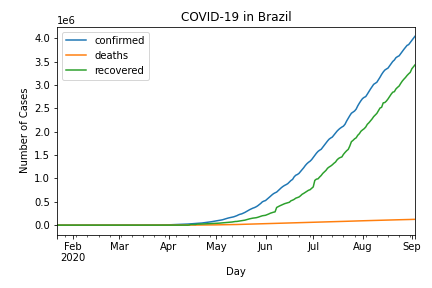 COVID-19 in Brazil
1e6
confirmed
deaths
recovered
Number of Cases
4.0
3.5
3.0
2.5
2.0
1.5
1.0
0.5
0.0
Feb Mar Apr May Jun Jul Aug Sep
2020
Day